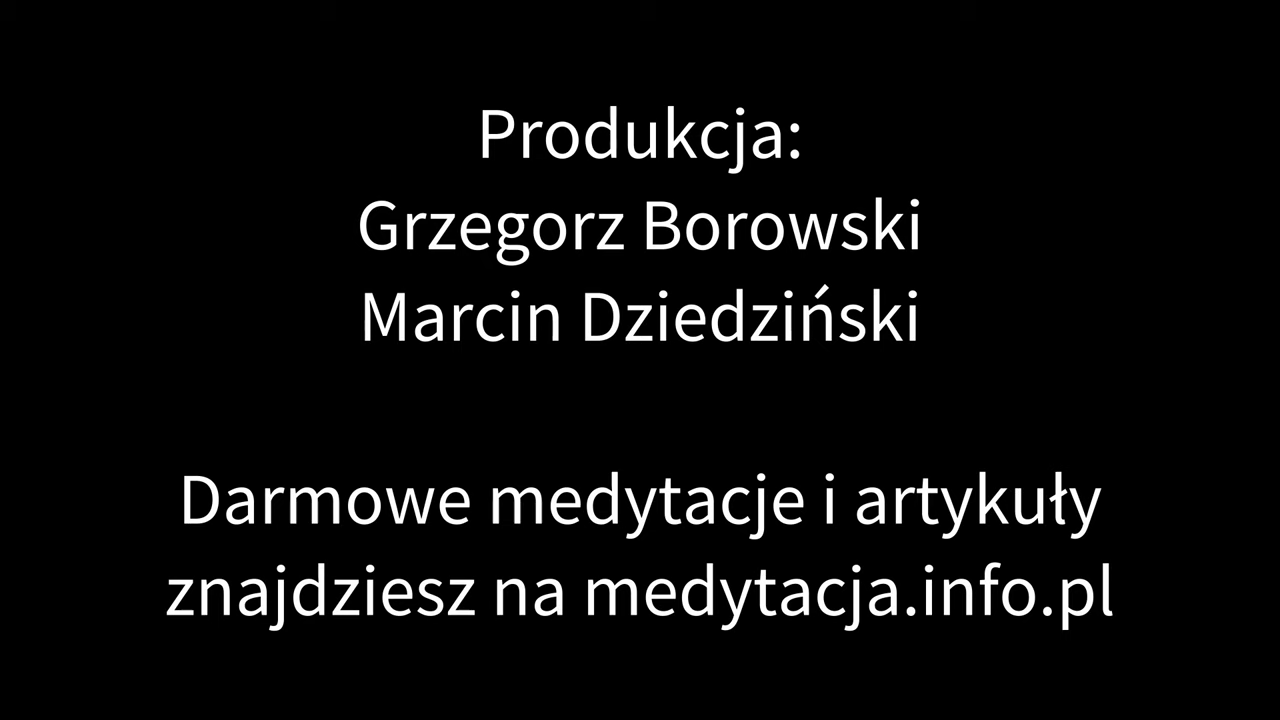 Produkcja:
Grzegorz Borowski
Marcin Dziedziński
Darmowe medytacje i artykuły
znajdziesz na medytacja.info.pl